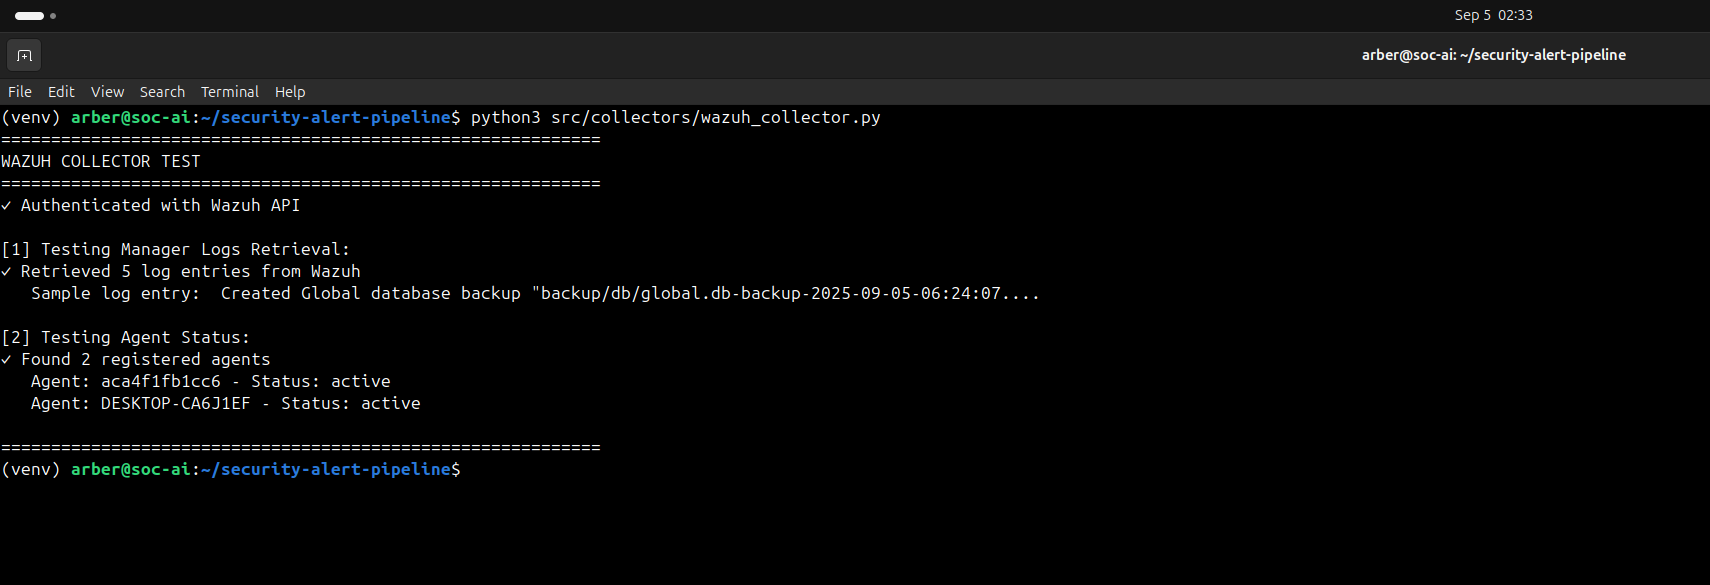 Sep 5 02:33
arber@soc-ai: ~/security-alert-pipeline
File Edit View Search Terminal Help
(venv) arber@soc-ai:~/security-alert-pipeline$ python3 src/collectors/wazuh_collector.py
============================================================
WAZUH COLLECTOR TEST
============================================================
✓ Authenticated with Wazuh API
[1] Testing Manager Logs Retrieval:
✓ Retrieved 5 log entries from Wazuh
Sample log entry:  Created Global database backup "backup/db/global.db-backup-2025-09-05-06:24:07....
[2] Testing Agent Status:
✓ Found 2 registered agents
Agent: aca4f1fb1cc6 - Status: active
Agent: DESKTOP-CA6J1EF - Status: active
============================================================
(venv) arber@soc-ai:~/security-alert-pipeline$